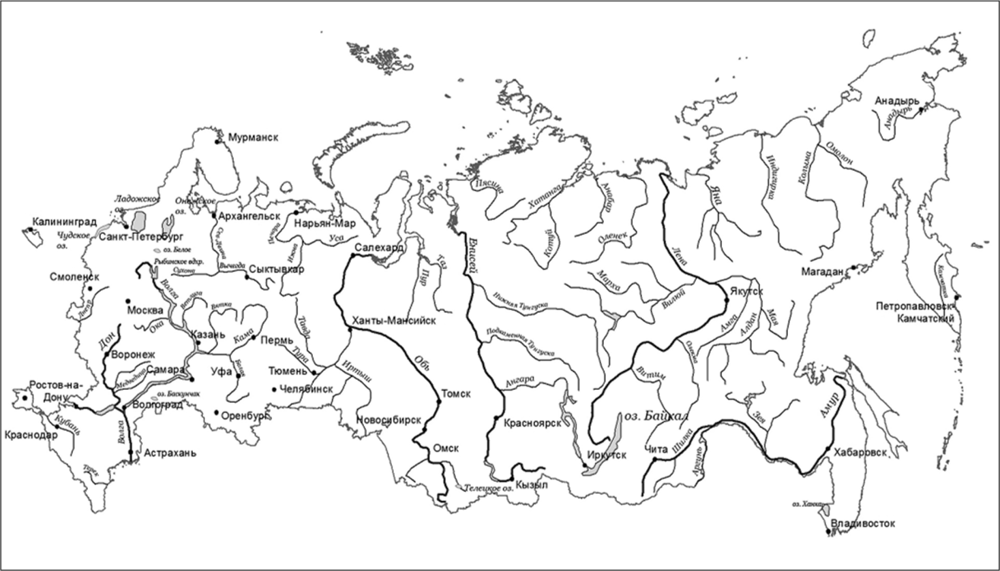 Анадырь
Анадырь
Мурманск
Омолон
Колыма
Индигирка
Пясина
Хатанга
Анабар
Яна
Ладожское
оз.
Онежское
оз.
Калининград
Чудское
оз.
Санкт-Петербург
Архангельск
Нарьян-Мар
Печора
Уса
Сев. Двина
Салехард
Енисей
Котуй
Оленек
Лена
оз. Белое
Рыбинское вдхр.
Сухона
Вычегда
Ижма
Сыктывкар
Пур
Таз
Магадан
Камчатка
Смоленск
Днепр
Москва
Волга
Ветлуга
Вятка
Марха
Вилюй
Якутск
Нижняя Тунгуска
Петропавловск-
Камчатский
Ока
Казань
Кама
Пермь
Тавда
Ханты-Мансийск
Амга
Алдан
Мая
Дон
Воронеж
Подкаменная Тунгуска
Олекма
Медведица
Самара
Уфа
Белая
Тура
Тюмень
Иртыш
Обь
Ангара
Витим
Ростов-на-
Дону
оз. Баскунчак
Волгоград
Челябинск
Томск
Оренбург
Новосибирск
Красноярск
оз. Байкал
Зея
Амур
Кубань
Краснодар
Волга
Астрахань
Омск
Иркутск
Чита
Шилка
Аргунь
Хабаровск
Терек
Телецкое оз.
Кызыл
оз. Ханка
Владивосток